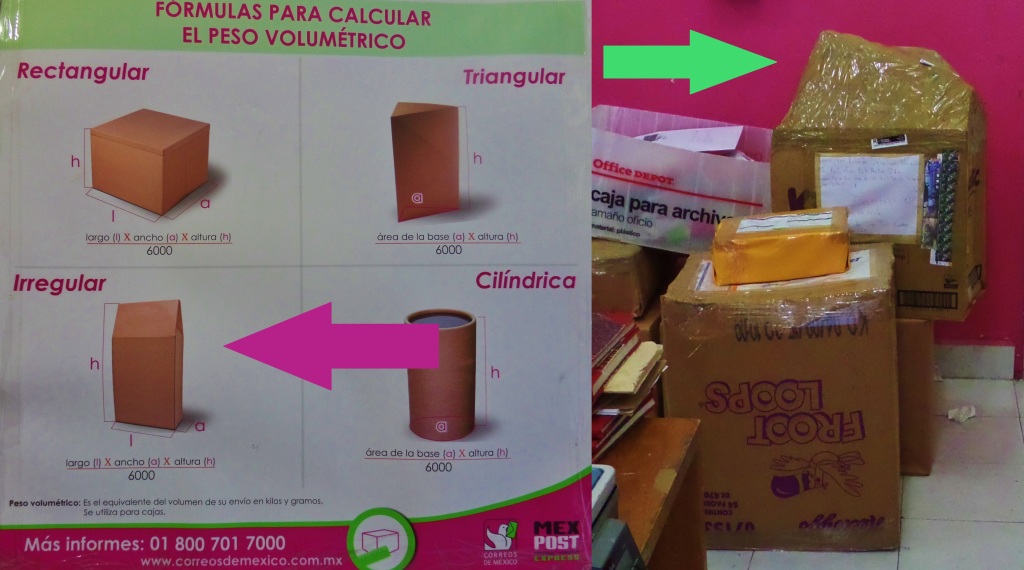 FÓRMULAS PARA CALCULAR
EL PESO VOLUMÉTRICO
Rectangular
h
l
a
largo (l) X ancho (a) X altura (h)
6000
Triangular
h
área de la base (a) X altura (h)
6000
Irregular
h
l
a
largo (l) X ancho (a) X altura (h)
6000
Cilíndrica
h
área de la base (a) X altura (h)
6000
Peso volumétrico: Es el equivalente del volumen de su envío en kilos y gramos.
Se utiliza para cajas.
Más informes: 01 800 701 7000
www.correosdemexico.com.mx
CORREOS
DE MÉXICO
MEX
POST
EXPRESS
Office DEPOT
caja para archiv
tamaño oficio
material: plástico
FROOT
LOOPS
Kellogg's